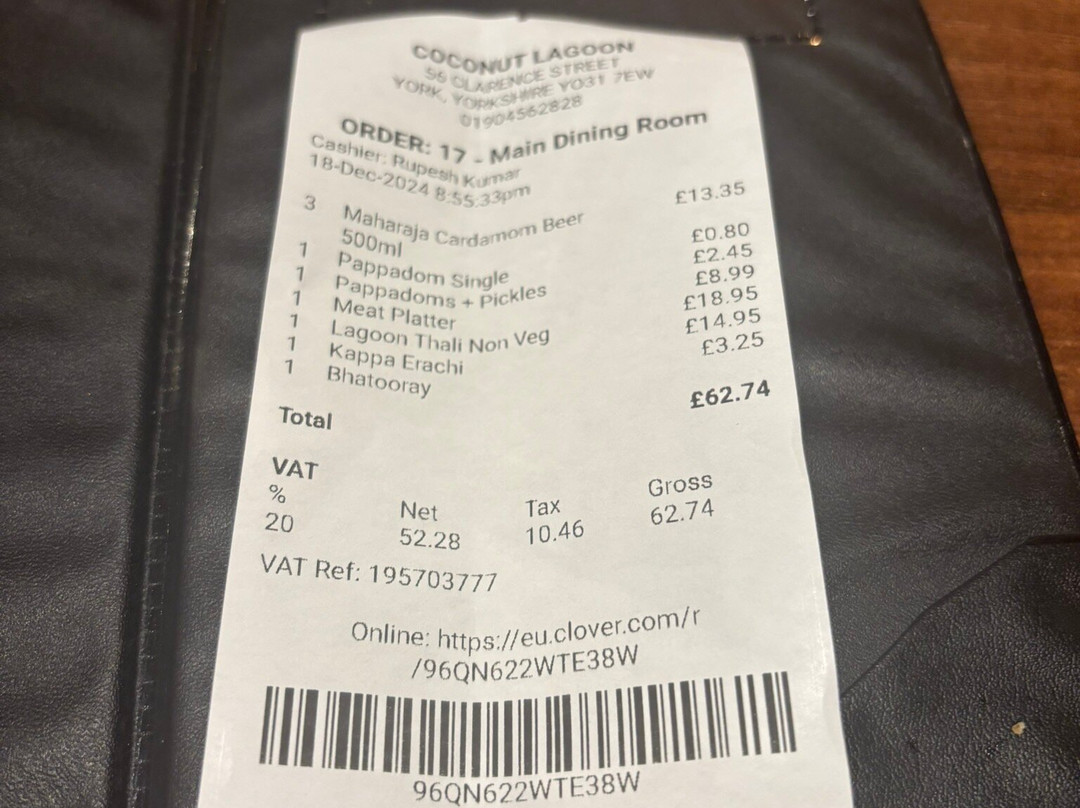 COCONUT LAGOON
56 CLARENCE STREET
YORK, YORKSHIRE YO31 7EW
01904562828
ORDER: 17 - Main Dining Room
Cashier: Rupesh Kumar
18-Dec-2024 8:55:33pm
3 Maharaja Cardamom Beer £13.35
500ml
1 Pappadom Single £0.80
1 Pappadoms + Pickles £2.45
1 Meat Platter £8.99
1 Lagoon Thali Non Veg £18.95
1 Kappa Erachi £14.95
1 Bhatooray £3.25
Total £62.74
VAT
% Net Tax Gross
20 52.28 10.46 62.74
VAT Ref: 195703777
Online: https://eu.clover.com/r
/96QN622WTE38W
96QN622WTE38W